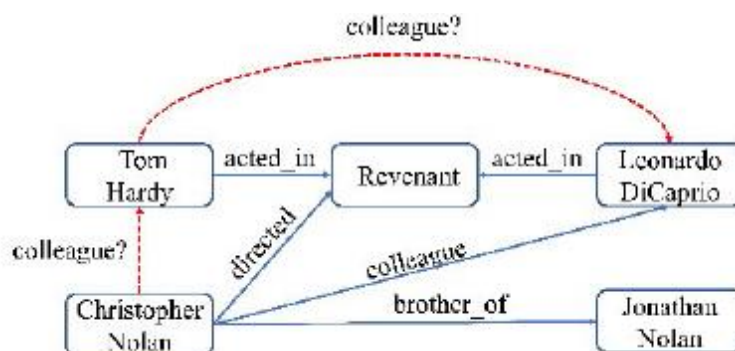 colleague?
Tom
Hardy
acted_in
Revenant
acted_in
Leonardo
DiCaprio
colleague?
directed
colleague
brother_of
Christopher
Nolan
Jonathan
Nolan